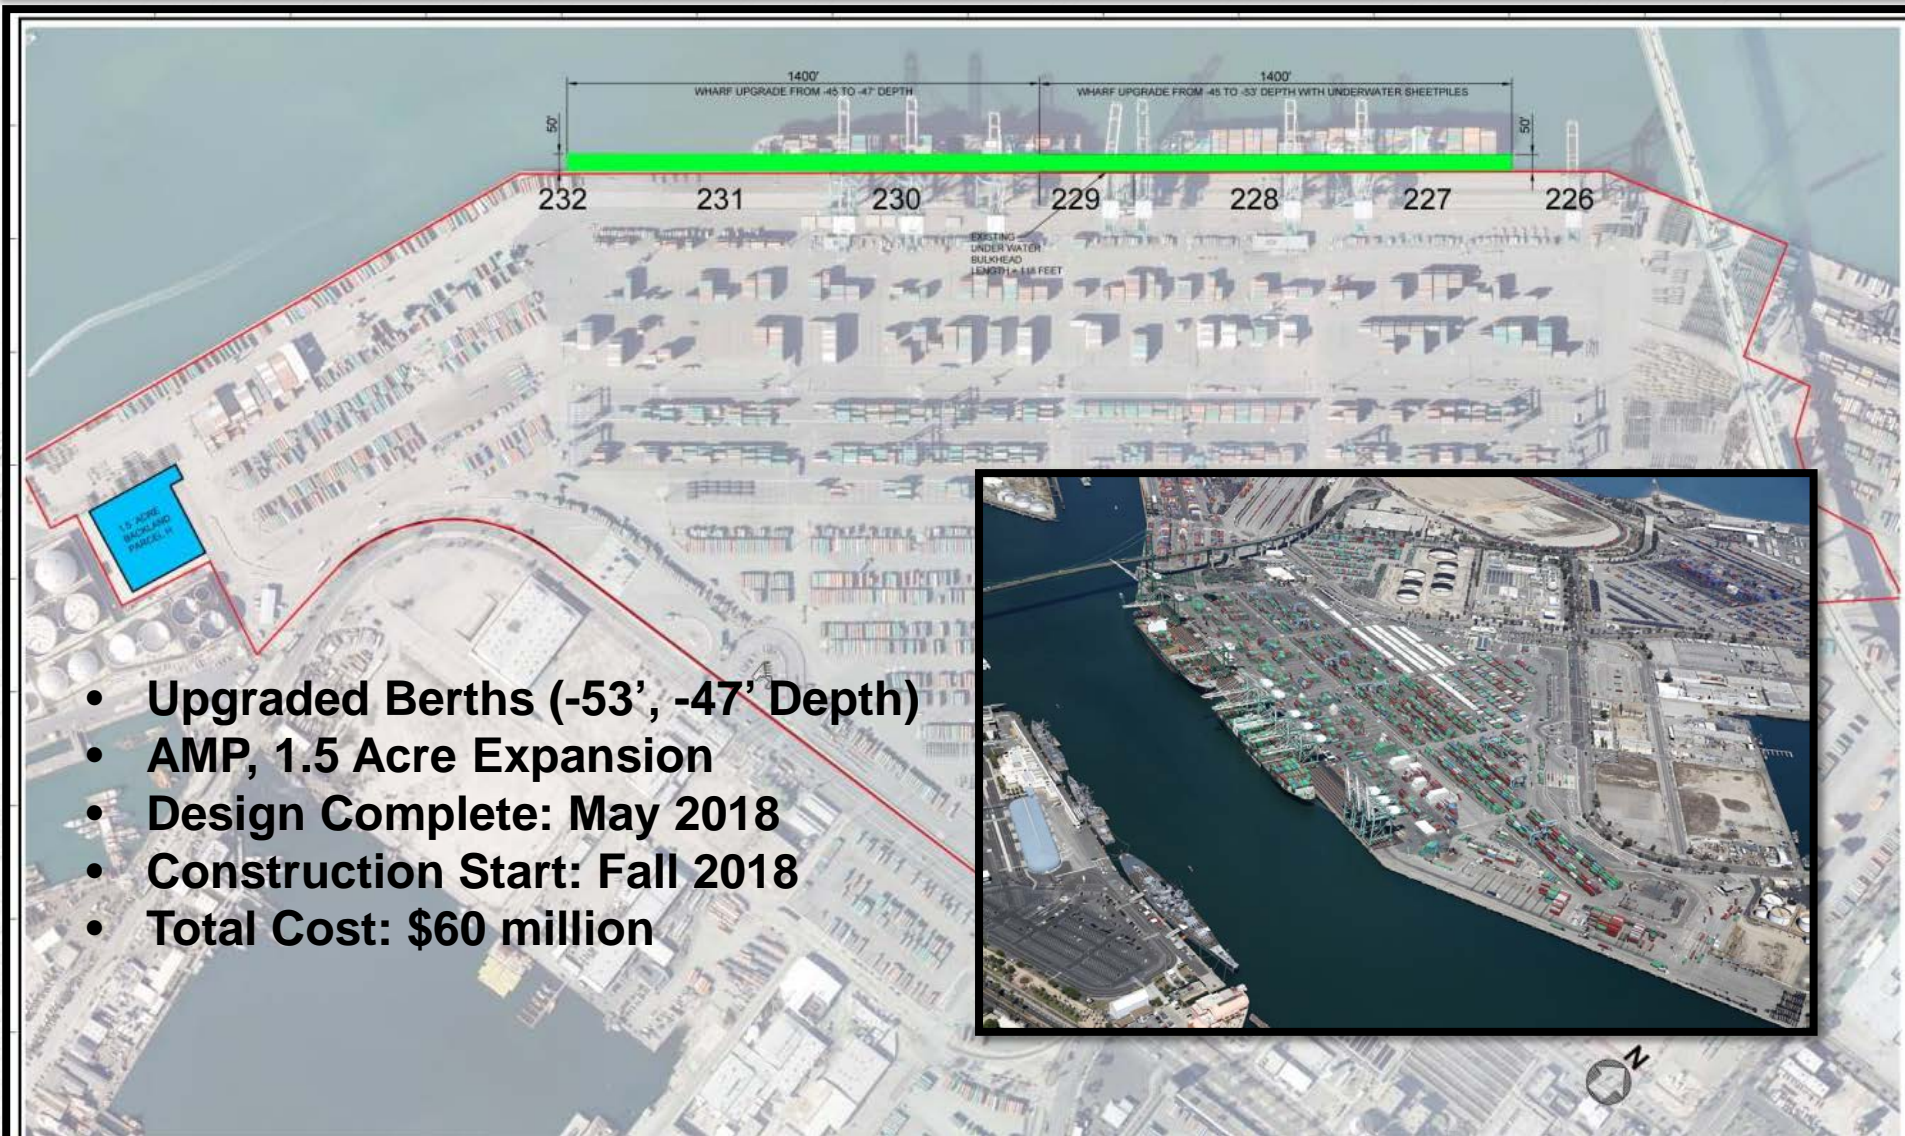 1400'
WHARF UPGRADE FROM -45 TO -47' DEPTH
1400'
WHARF UPGRADE FROM -45 TO -53' DEPTH WITH UNDERWATER SHEETPILES
50'
50'
232
231
230
229
228
227
226
EXISTING
UNDER WATER
BULKHEAD
LENGTH = 118 FEET
1.5 ACRE
BACKLAND
PARCEL H
• Upgraded Berths (-53’, -47’ Depth)
• AMP, 1.5 Acre Expansion
• Design Complete: May 2018
• Construction Start: Fall 2018
• Total Cost: $60 million
N